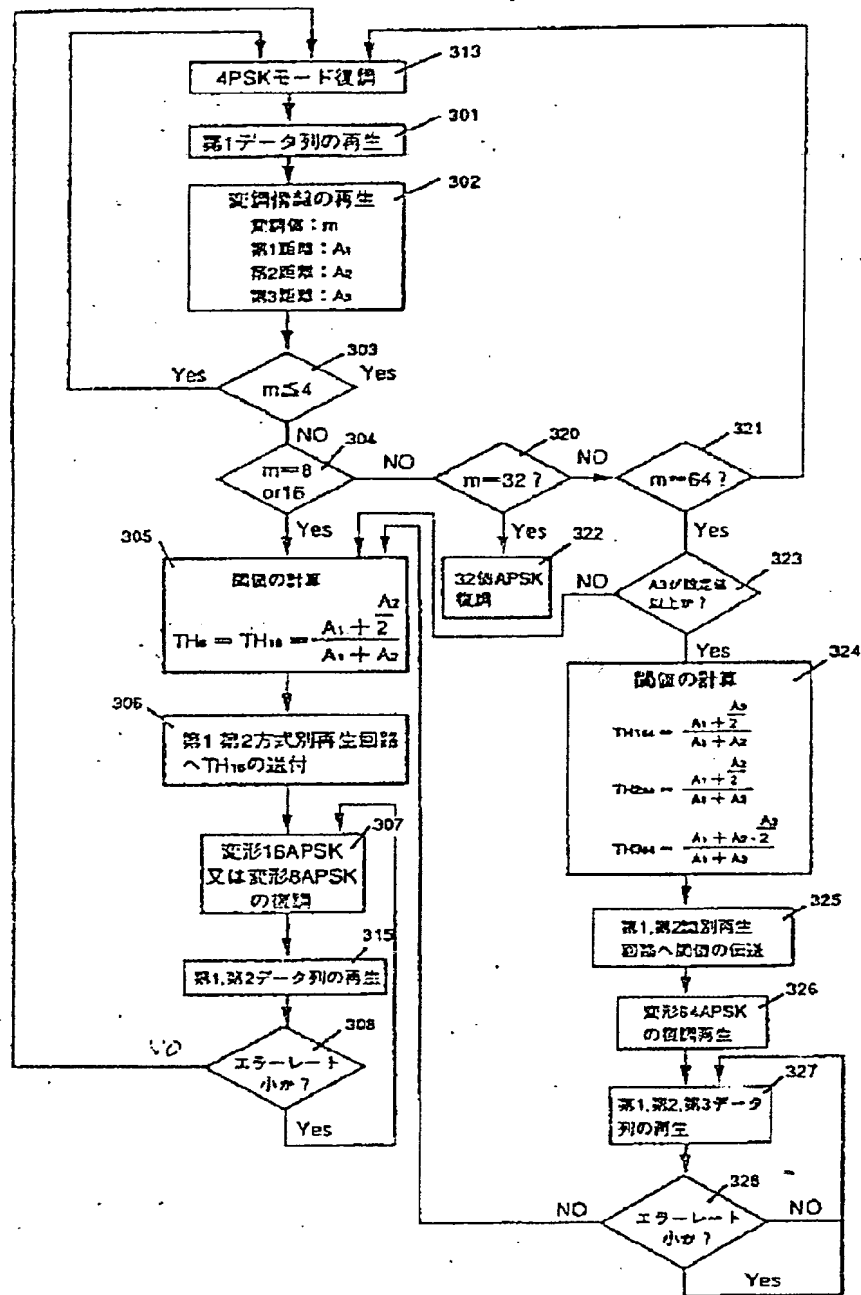 313
4PSKモード復調
301
第1データ列の再生
302
変調情報の再生
変調値:m
第1距離:A₁
第2距離:A₂
第3距離:A₃
303
Yes
m≦4
Yes
NO
304
m=8
or16
NO
320
m=32?
NO
321
m=64?
Yes
Yes
322
32値APSK
復調
Yes
323
A3が設定値
以上か?
NO
Yes
305
閾値の計算
TH₈ = TH₁₆ = (A₁ + A₂/2) / (A₁ + A₂)
324
閾値の計算
306
第1 第2方式別再生回路
へTH₁₆の送付
307
変形16APSK
又は変形8APSK
の復調
315
第1,第2データ列の再生
308
エラーレート
小か?
NO
Yes
325
第1,第2識別再生
回路へ閾値の伝送
326
変形64APSK
の復調再生
327
第1,第2,第3データ
列の再生
328
エラーレート
小か?
NO
NO
Yes